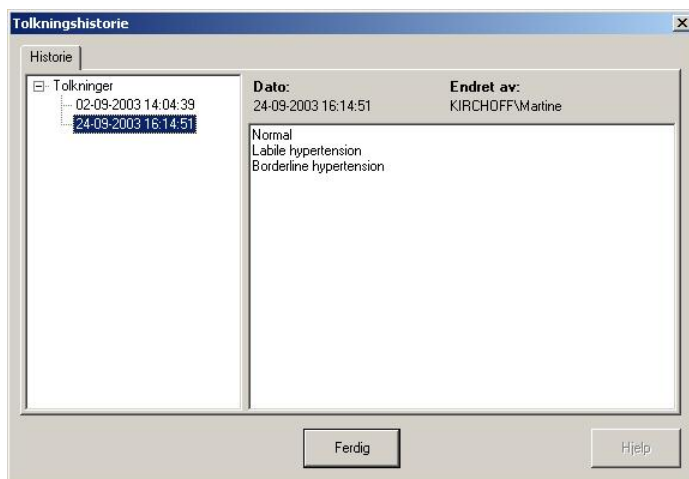 Tolkningshistorie
Historie
Tolkninger
02-09-2003 14:04:39
24-09-2003 16:14:51
Dato:
24-09-2003 16:14:51
Endret av:
KIRCHOFF\Martine
Normal
Labile hypertension
Borderline hypertension
Ferdig
Hjelp